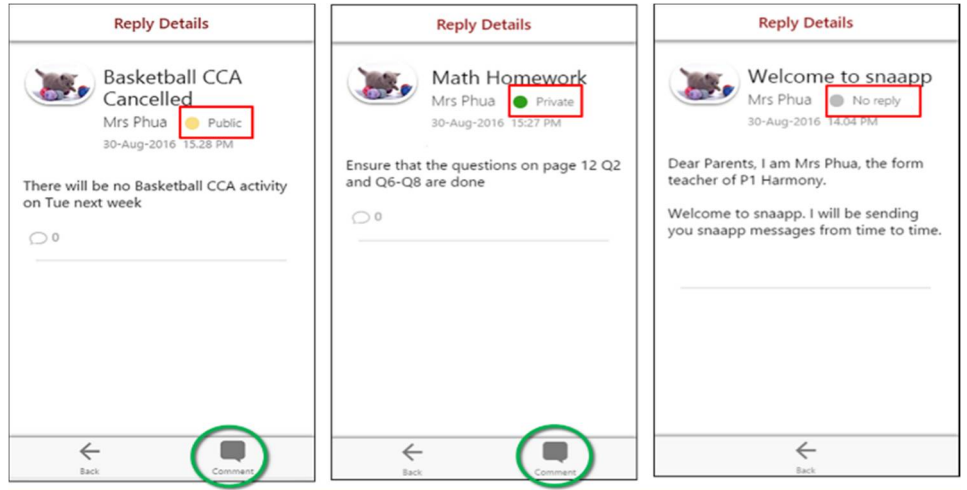 Reply Details
Basketball CCA
Cancelled
Mrs Phua Public
30-Aug-2016 15.28 PM
There will be no Basketball CCA activity
on Tue next week
0
Back Comment
Reply Details
Math Homework
Mrs Phua Private
30-Aug-2016 15:27 PM
Ensure that the questions on page 12 Q2
and Q6-Q8 are done
0
Back Comment
Reply Details
Welcome to snaapp
Mrs Phua No reply
30-Aug-2016 14.04 PM
Dear Parents, I am Mrs Phua, the form
teacher of P1 Harmony.
Welcome to snaapp. I will be sending
you snaapp messages from time to time.
Back